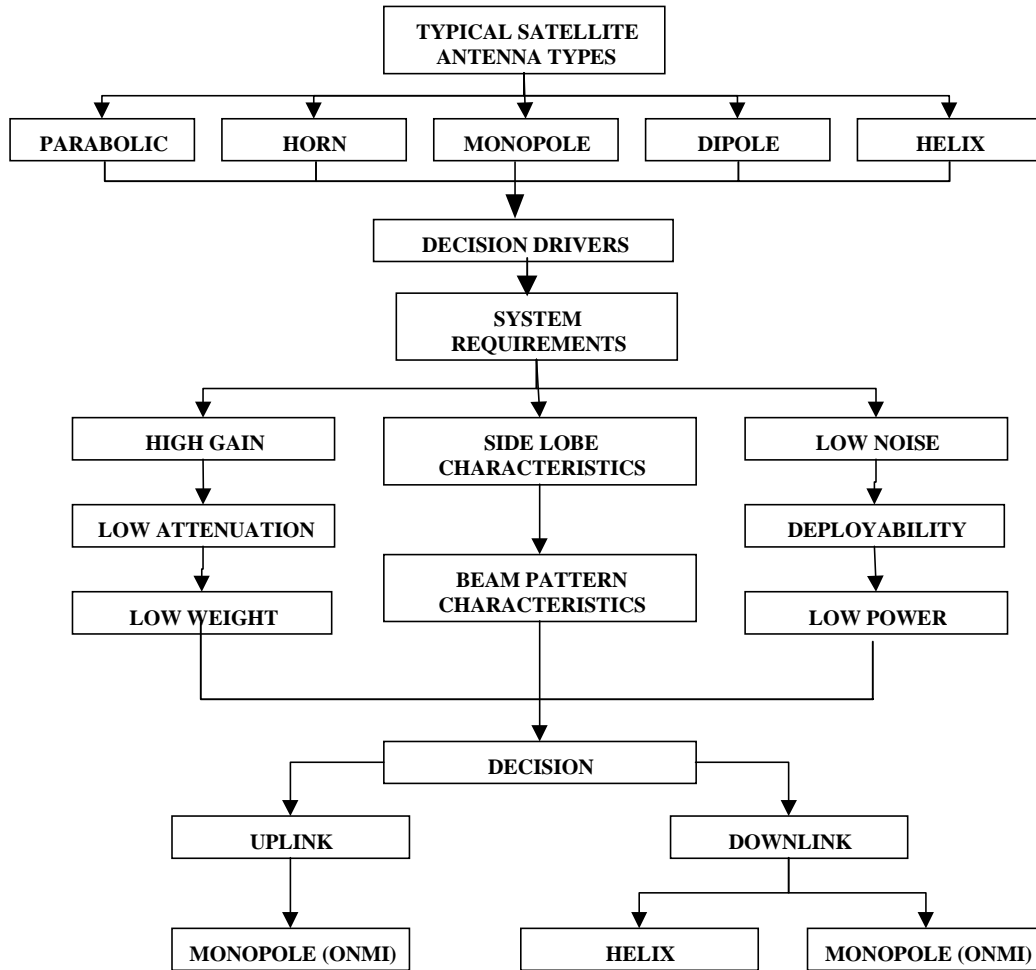 TYPICAL SATELLITE
ANTENNA TYPES
PARABOLIC
HORN
MONOPOLE
DIPOLE
HELIX
DECISION DRIVERS
SYSTEM
REQUIREMENTS
HIGH GAIN
SIDE LOBE
CHARACTERISTICS
LOW NOISE
LOW ATTENUATION
DEPLOYABILITY
BEAM PATTERN
CHARACTERISTICS
LOW WEIGHT
LOW POWER
DECISION
UPLINK
DOWNLINK
MONOPOLE (ONMI)
HELIX
MONOPOLE (ONMI)